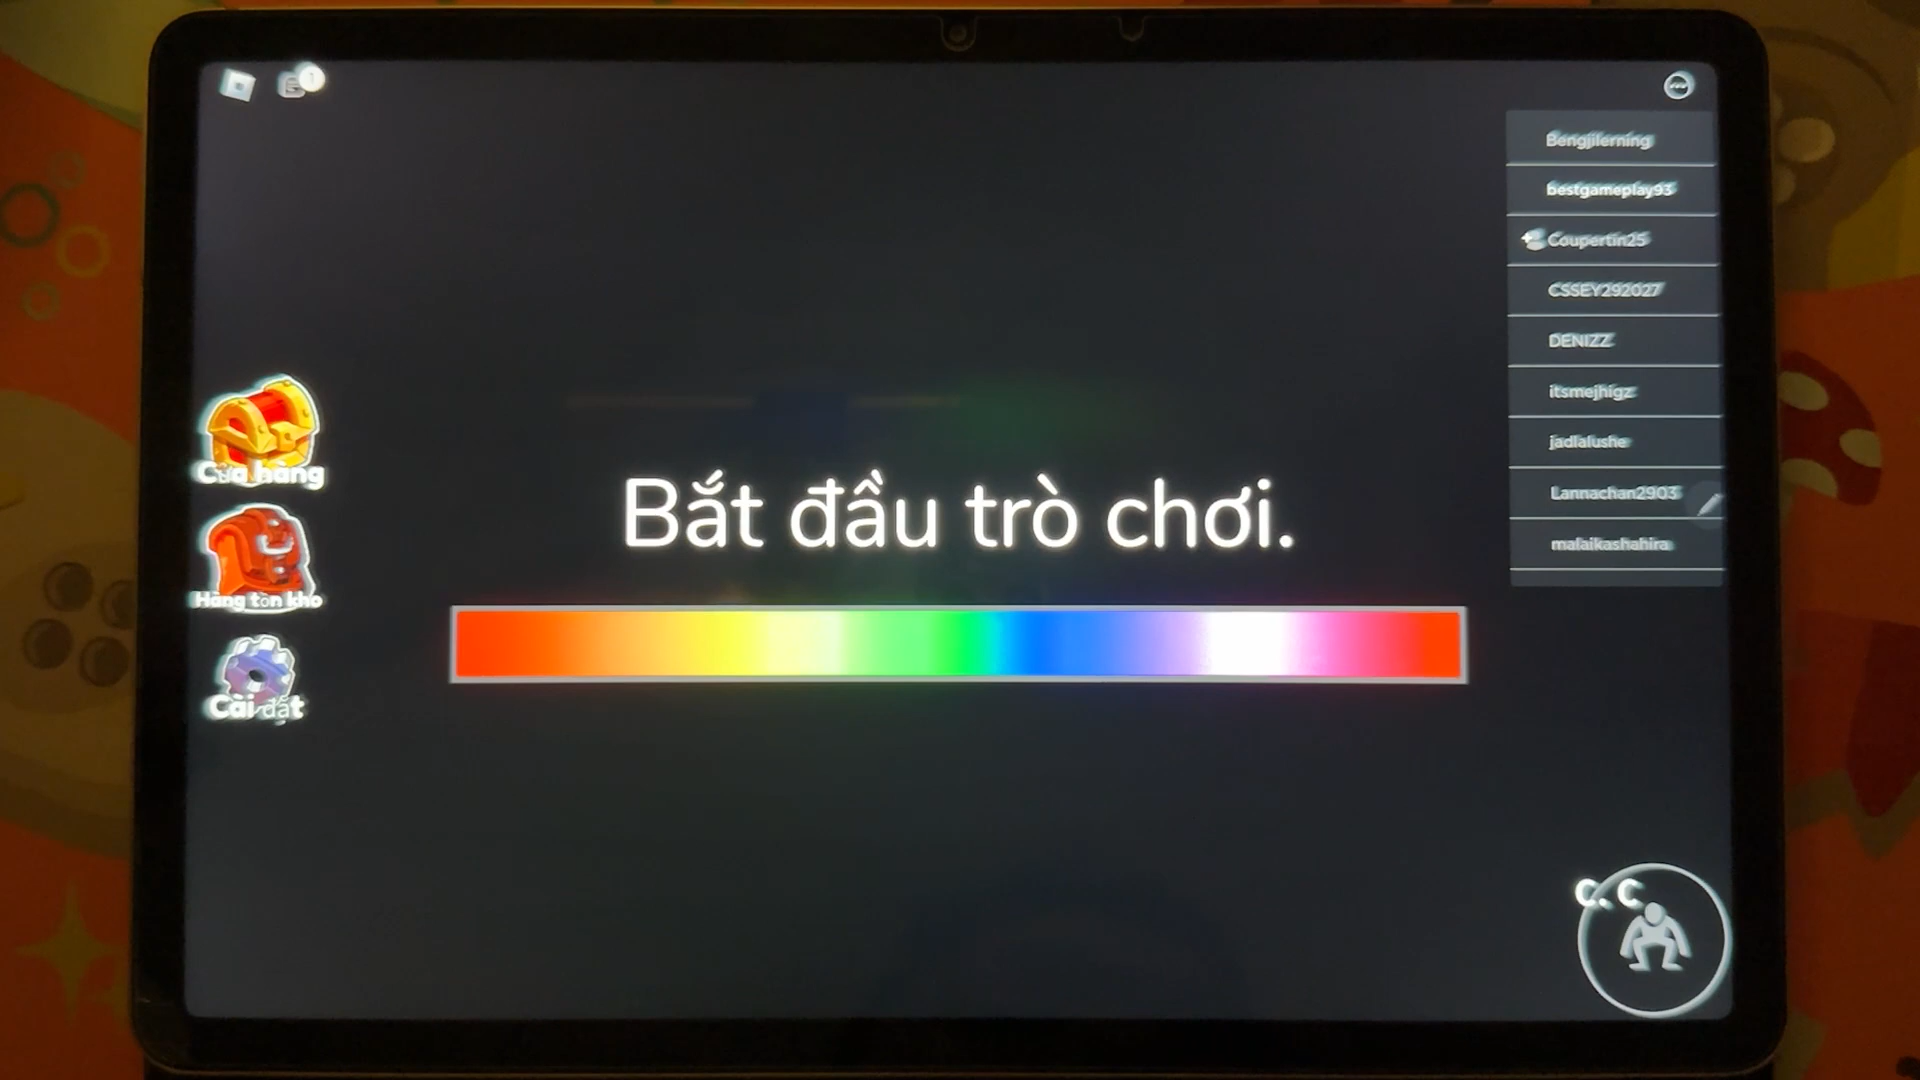 1
Bengjilerning
bestgameplay93
Coupertin25
CSSEY292027
DENIZZ
itsmejhigz
jadlalushe
Lannachan2903
malaikashahira
Cửa hàng
Hàng tồn kho
Cài đặt
Bắt đầu trò chơi.
C. C